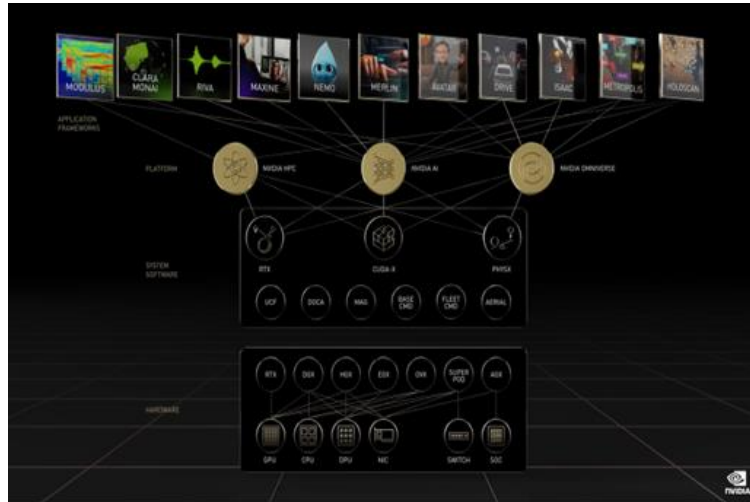 MODULUS
CLARA
MONAI
RIVA
MAXINE
NEMO
MERLIN
AVATAR
DRIVE
ISAAC
METROPOLIS
HOLOSCAN
APPLICATION
FRAMEWORKS
PLATFORM
NVIDIA HPC
NVIDIA AI
NVIDIA OMNIVERSE
SYSTEM
SOFTWARE
RTX
CUDA-X
PHYSX
UCF
DOCA
MAG
BASE
CMD
FLEET
CMD
AERIAL
HARDWARE
RTX
DGX
HGX
EGX
OVX
SUPER
POD
AGX
GPU
CPU
DPU
NIC
SWITCH
SOC
NVIDIA